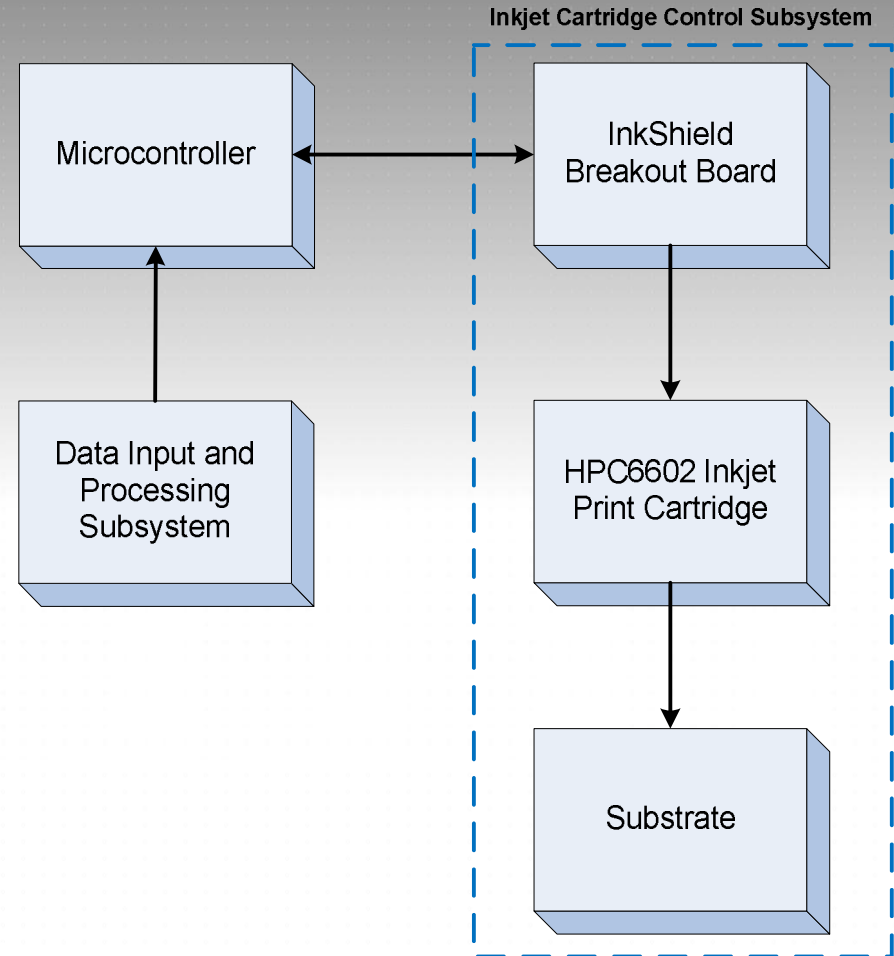 Inkjet Cartridge Control Subsystem
Microcontroller
InkShield
Breakout Board
Data Input and
Processing
Subsystem
HPC6602 Inkjet
Print Cartridge
Substrate